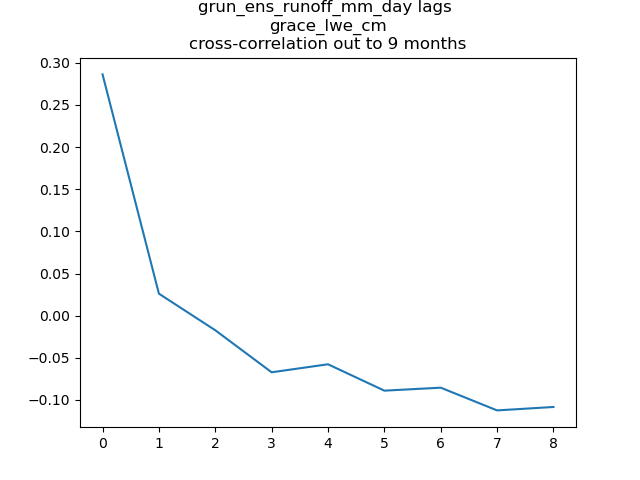 grun_ens_runoff_mm_day lags
grace_lwe_cm
cross-correlation out to 9 months
0.30
0.25
0.20
0.15
0.10
0.05
0.00
−0.05
−0.10
0 1 2 3 4 5 6 7 8